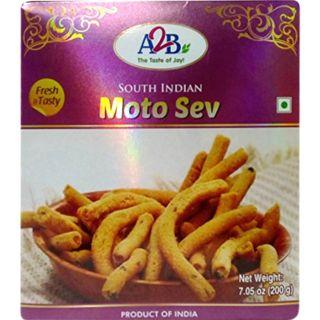 A2B
The Taste of Joy!
SOUTH INDIAN
Moto Sev
Fresh
& Tasty
Net Weight:
7.05 oz (200 g)
PRODUCT OF INDIA